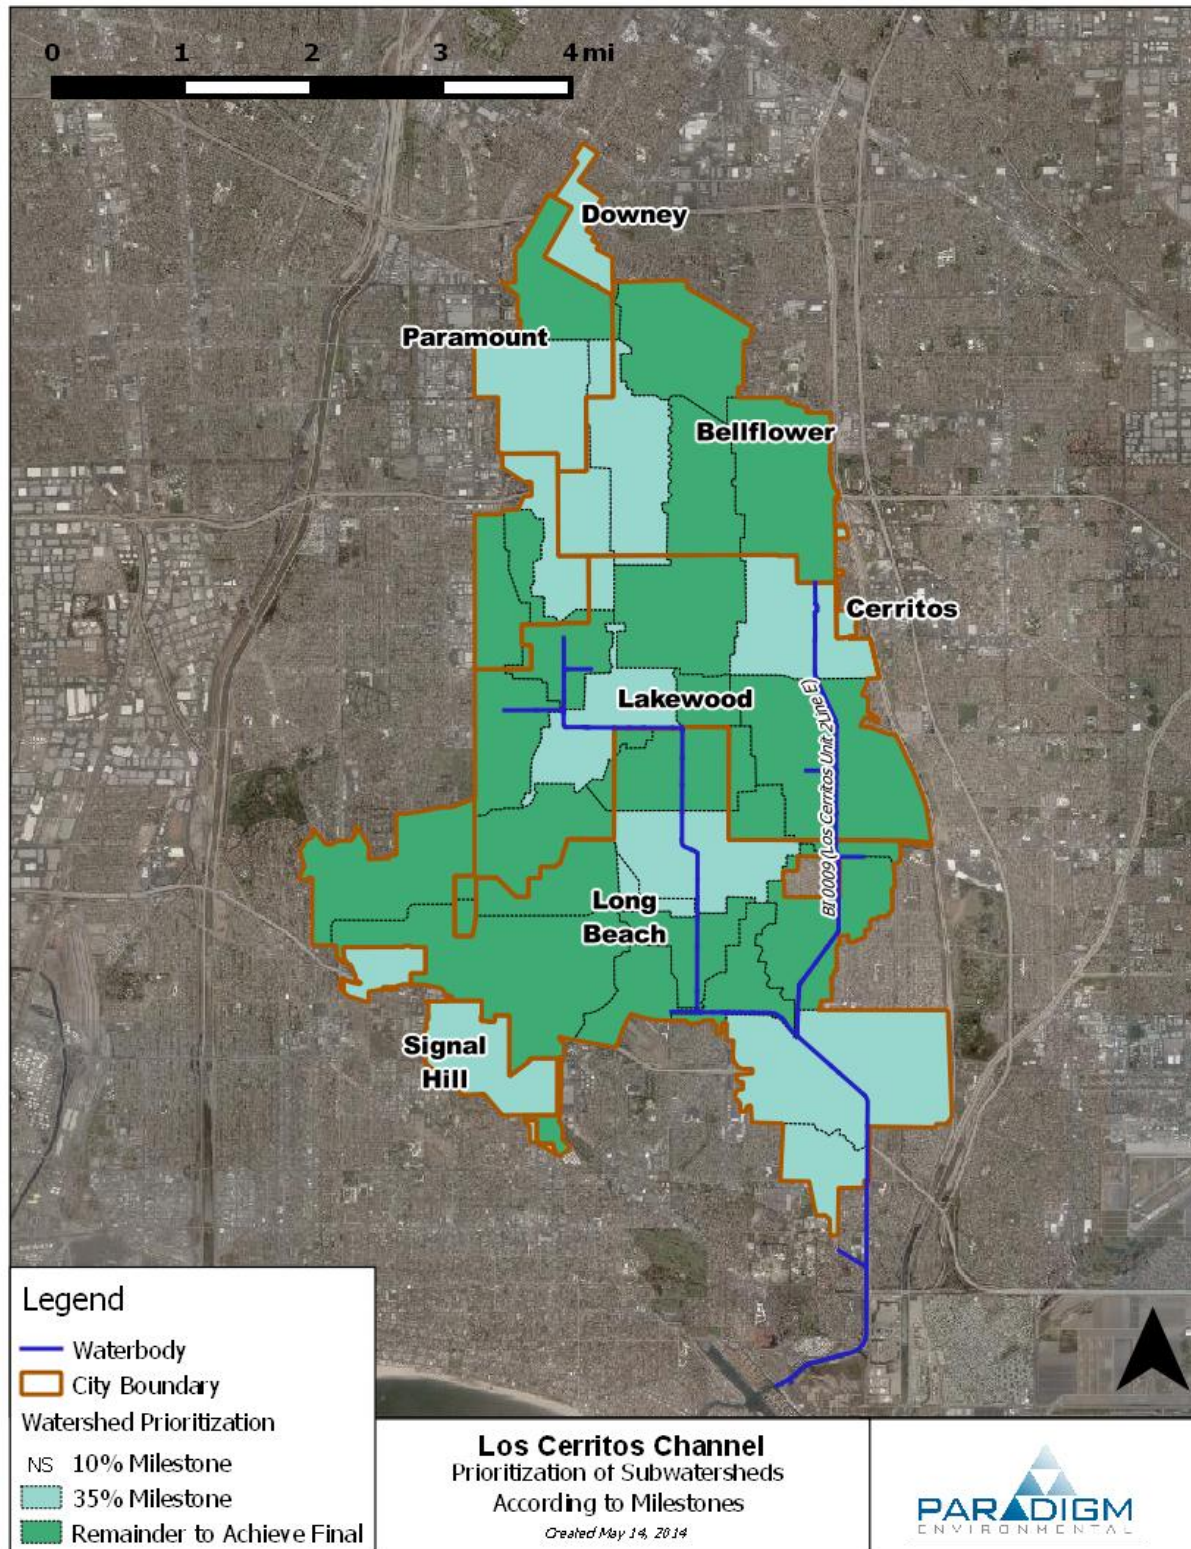 0 1 2 3 4 mi
Downey
Paramount
Bellflower
Cerritos
Lakewood
BI 0009 (Los Cerritos Unit 2Line E)
Long
Beach
Signal
Hill
Legend
Waterbody
City Boundary
Watershed Prioritization
NS 10% Milestone
35% Milestone
Remainder to Achieve Final
Los Cerritos Channel
Prioritization of Subwatersheds
According to Milestones
Created May 14, 2014
PARADIGM
ENVIRONMENTAL